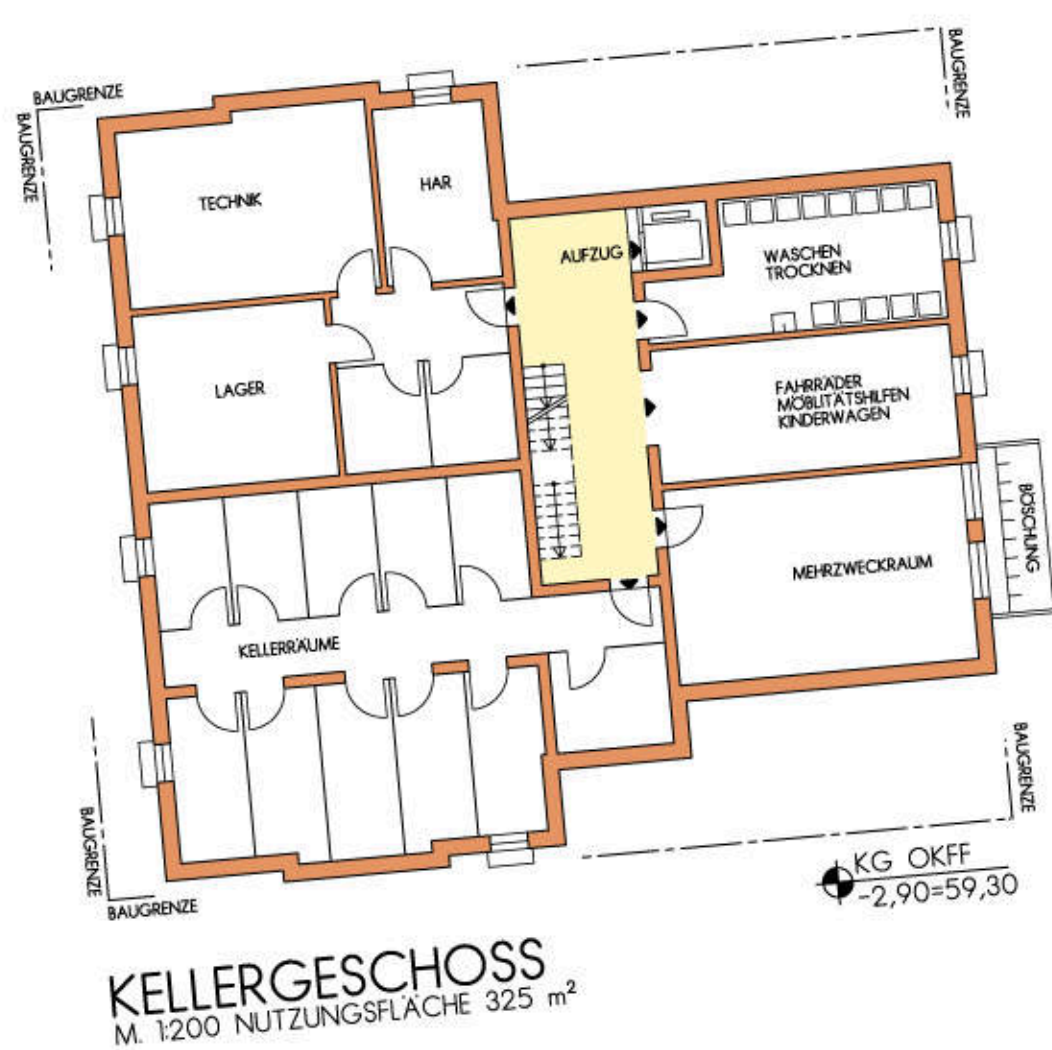 BAUGRENZE
BAUGRENZE
BAUGRENZE
TECHNIK
HAR
AUFZUG
WASCHEN
TROCKNEN
LAGER
FAHRRÄDER
MÖBLITÄTSHILFEN
KINDERWAGEN
BÖSCHUNG
MEHRZWECKRAUM
KELLERRÄUME
BAUGRENZE
BAUGRENZE
BAUGRENZE
KG OKFF
-2,90=59,30
KELLERGESCHOSS
M. 1:200 NUTZUNGSFLÄCHE 325 m²